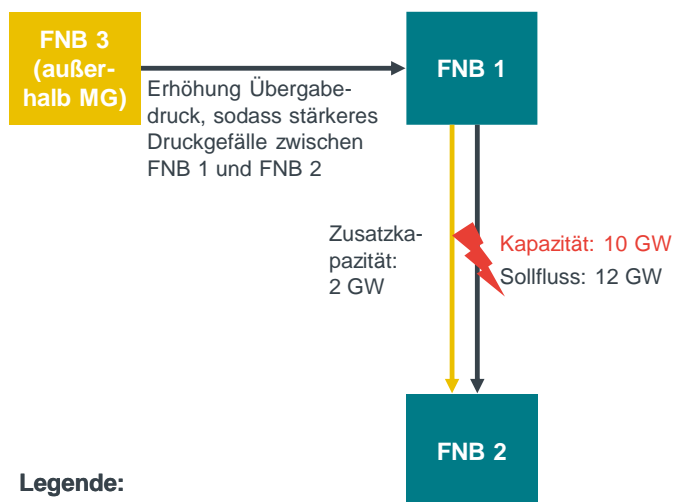 FNB 3
(außer-
halb MG)
FNB 1
Erhöhung Übergabe-
druck, sodass stärkeres
Druckgefälle zwischen
FNB 1 und FNB 2
Zusatzka-
pazität:
2 GW
Kapazität: 10 GW
Sollfluss: 12 GW
FNB 2
Legende: